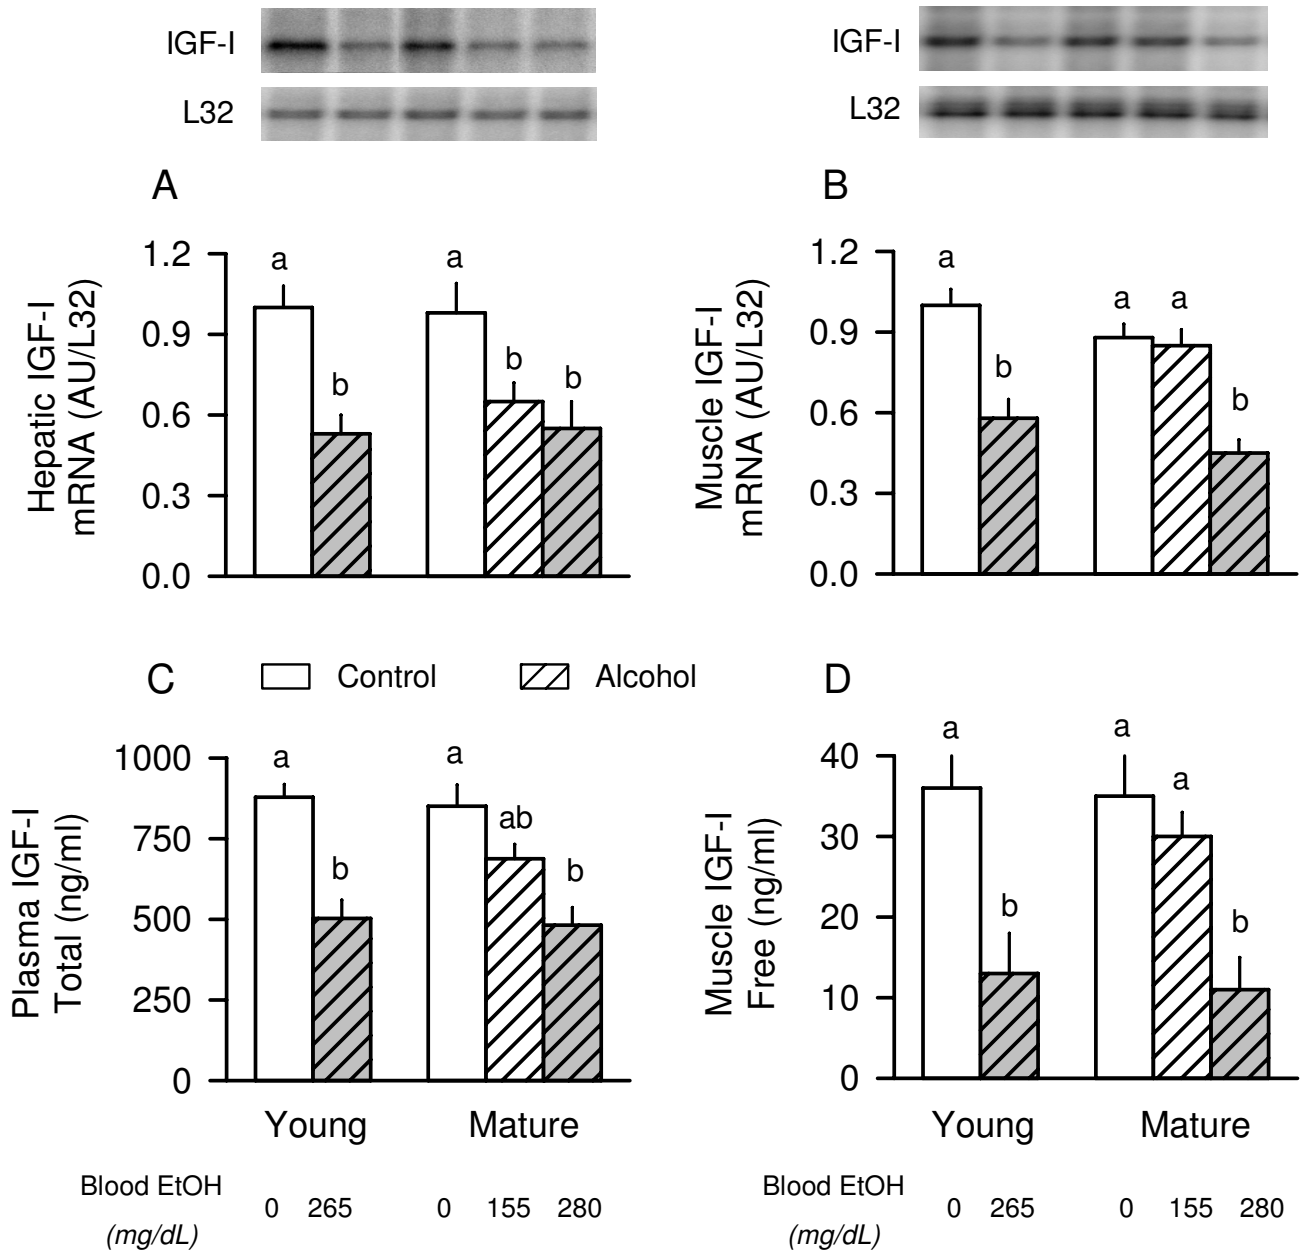 IGF-I
L32
IGF-I
L32
A
Hepatic IGF-I
mRNA (AU/L32)
1.2
0.9
0.6
0.3
0.0
a
b
a
b
b
B
Muscle IGF-I
mRNA (AU/L32)
1.2
0.9
0.6
0.3
0.0
a
b
a
a
b
C
Control
Alcohol
Plasma IGF-I
Total (ng/ml)
1000
750
500
250
0
a
b
a
ab
b
Young
Mature
Blood EtOH
(mg/dL)
0 265 0 155 280
D
Muscle IGF-I
Free (ng/ml)
40
30
20
10
0
a
b
a
a
b
Young
Mature
Blood EtOH
(mg/dL)
0 265 0 155 280